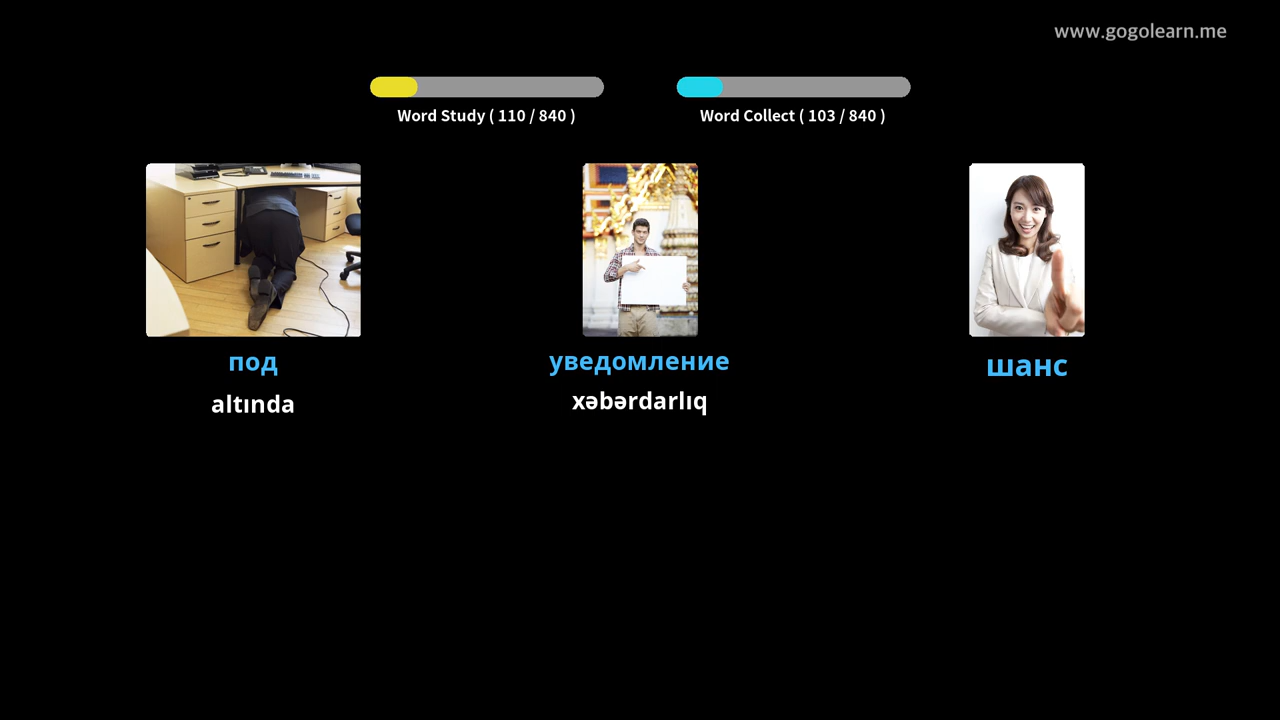 www.gogolearn.me
Word Study ( 110 / 840 )
Word Collect ( 103 / 840 )
под
altında
уведомление
xəbərdarlıq
шанс